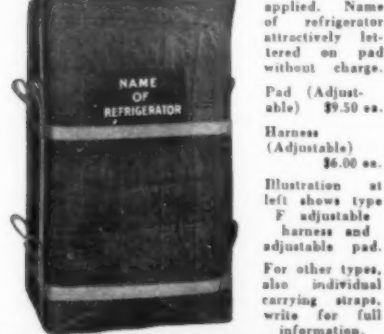 NAME
OF
REFRIGERATOR
applied. Name
of refrigerator
attractively let-
tered on pad
without charge.
Pad (Adjust-
able) $9.50 ea.
Harness
(Adjustable)
$6.00 ea.
Illustration at
left shows type
F adjustable
harness and
adjustable pad.
For other types,
also individual
carrying straps,
write for full
information.